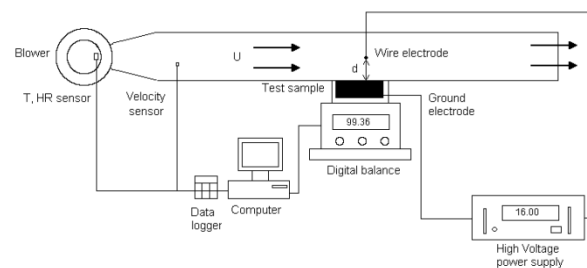 Blower
T, HR sensor
Velocity
sensor
U
Wire electrode
d
Test sample
Ground
electrode
99.36
Digital balance
Data
logger
Computer
16.00
High Voltage
power supply